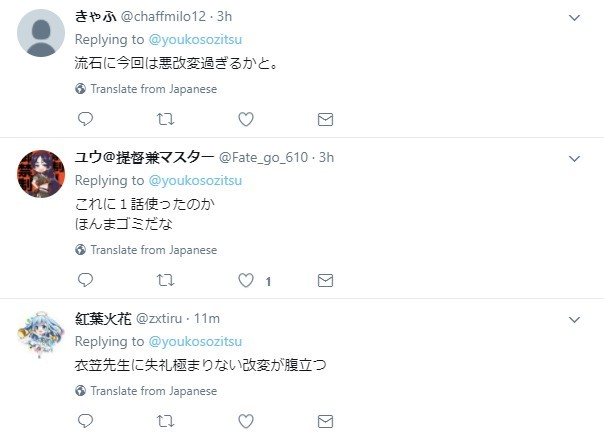 きゃふ @chaffmilo12 · 3h
Replying to @youkosozitsu
流石に今回は悪改変過ぎるかと。
Translate from Japanese
ユウ@提督兼マスター @Fate_go_610 · 3h
Replying to @youkosozitsu
これに１話使ったのか
ほんまゴミだな
Translate from Japanese
1
紅葉火花 @zxtiru · 11m
Replying to @youkosozitsu
衣笠先生に失礼極まりない改変が腹立つ
Translate from Japanese